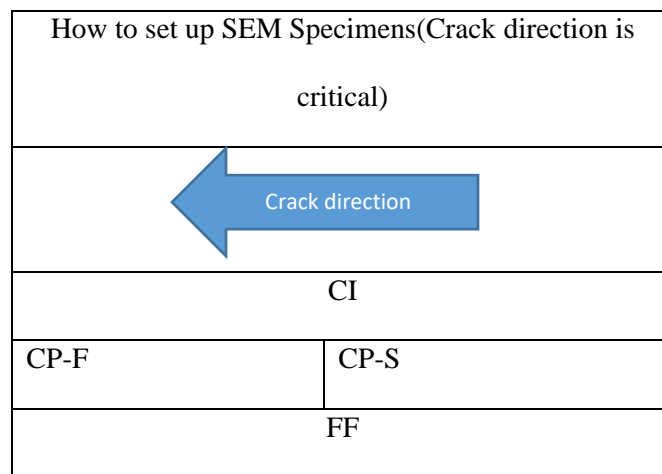 How to set up SEM Specimens(Crack direction is
critical)
Crack direction
CI
CP-F CP-S
FF